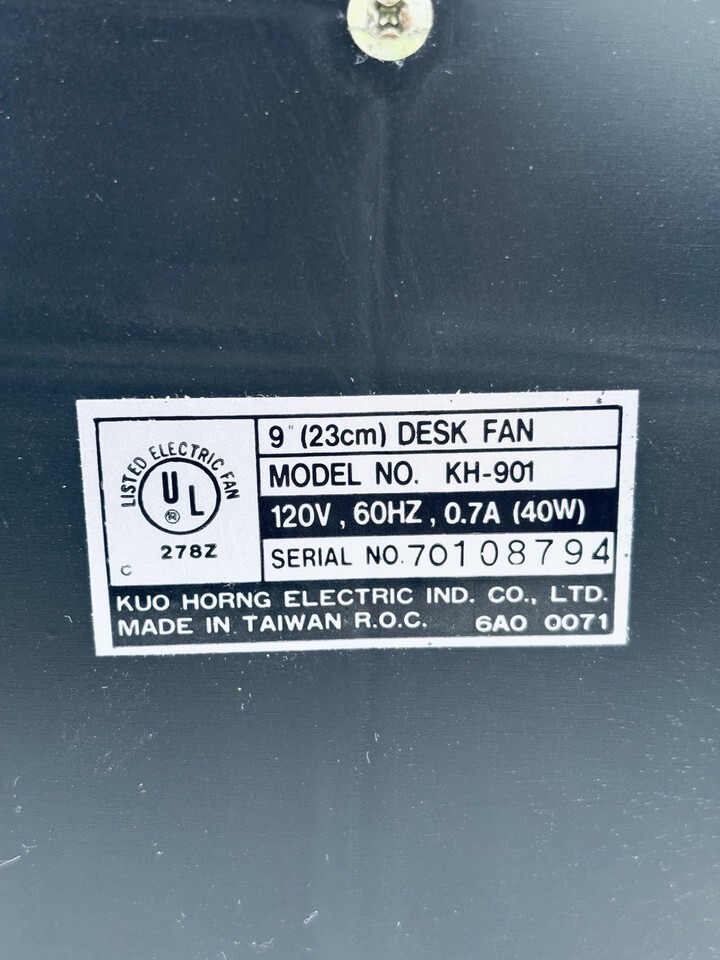 LISTED ELECTRIC FAN
UL
®
278Z
C
9" (23cm) DESK FAN
MODEL NO. KH-901
120V, 60HZ, 0.7A (40W)
SERIAL NO. 70108794
KUO HORNG ELECTRIC IND. CO., LTD.
MADE IN TAIWAN R.O.C. 6A0 0071